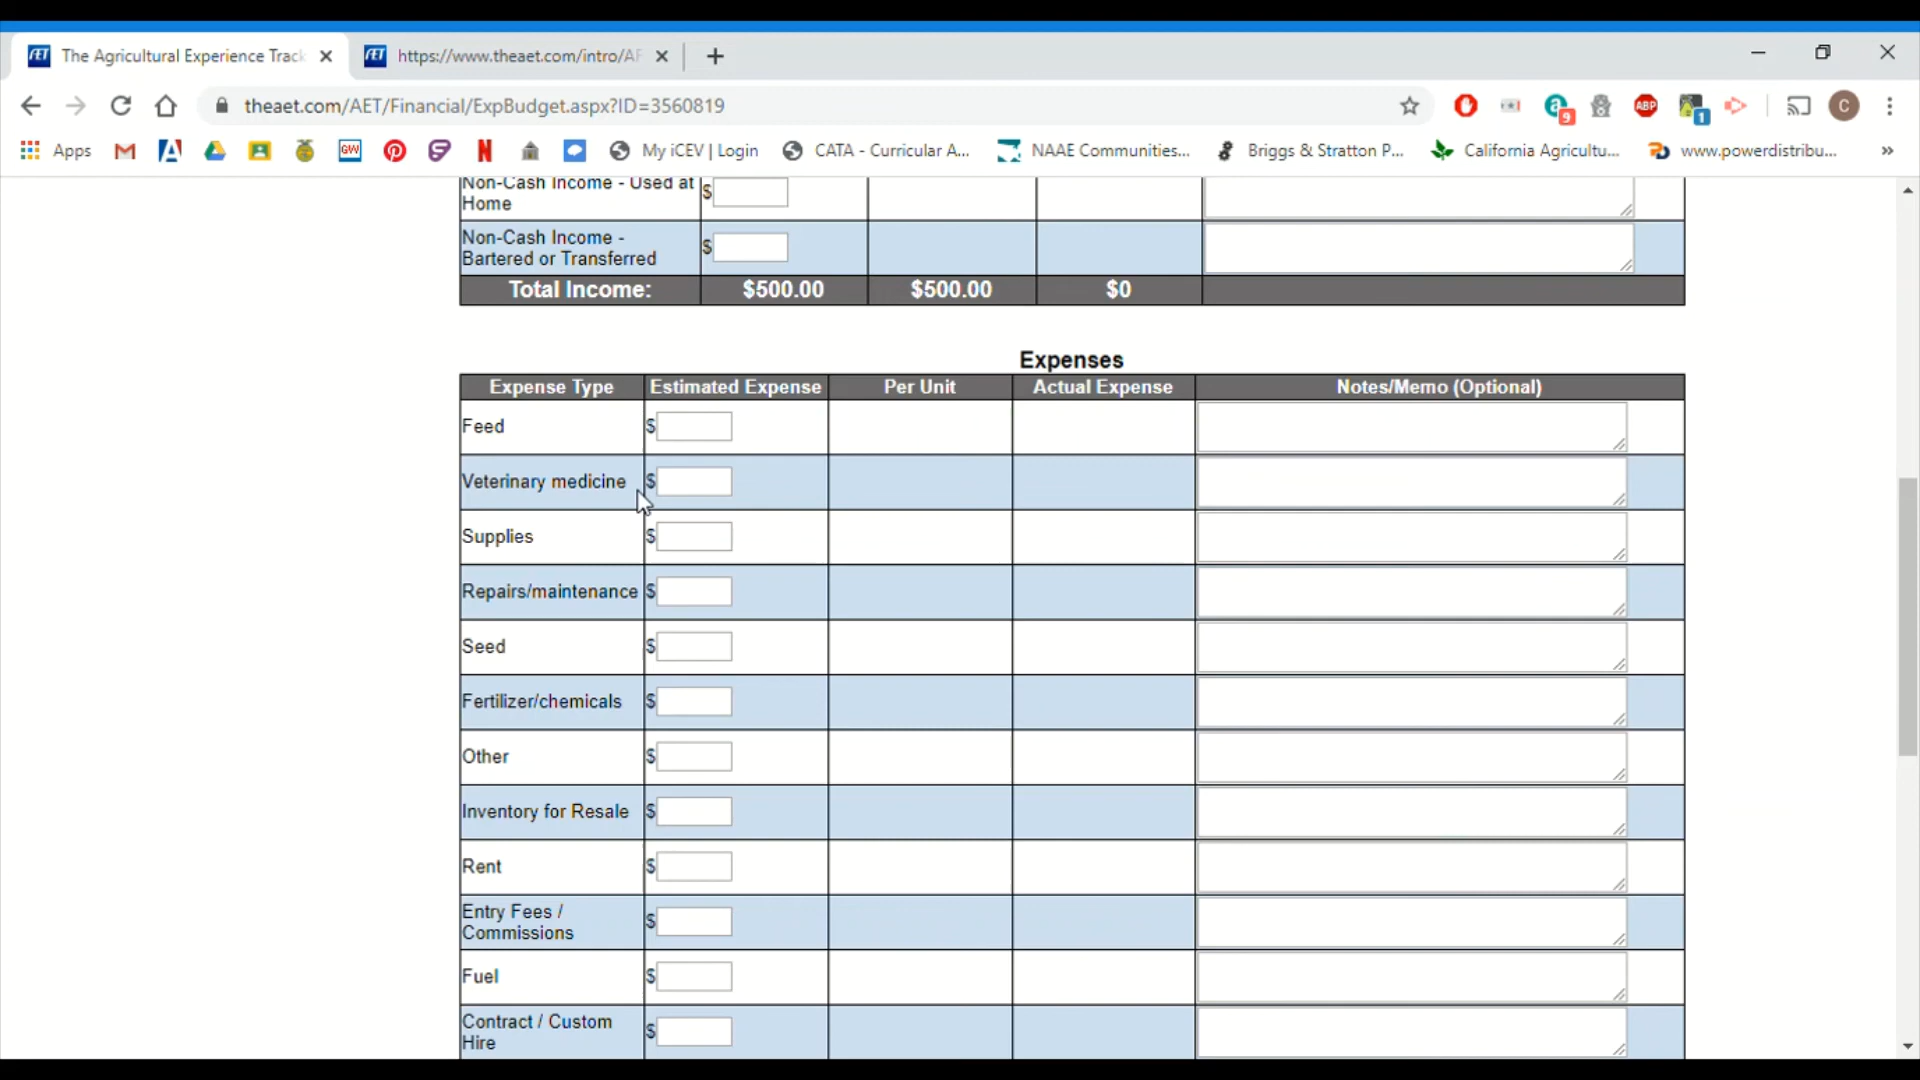 The Agricultural Experience Track
https://www.theaet.com/intro/AE
theaet.com/AET/Financial/ExpBudget.aspx?ID=3560819
9
1
C
Apps
GW
My iCEV | Login
CATA - Curricular A...
NAAE Communities...
Briggs & Stratton P...
California Agricultu...
www.powerdistribu...
Non-Cash Income - Used at
Home
$
Non-Cash Income -
Bartered or Transferred
$
Total Income: $500.00 $500.00 $0
Expenses
Expense Type Estimated Expense Per Unit Actual Expense Notes/Memo (Optional)
Feed $
Veterinary medicine $
Supplies $
Repairs/maintenance $
Seed $
Fertilizer/chemicals $
Other $
Inventory for Resale $
Rent $
Entry Fees /
Commissions
$
Fuel $
Contract / Custom
Hire
$